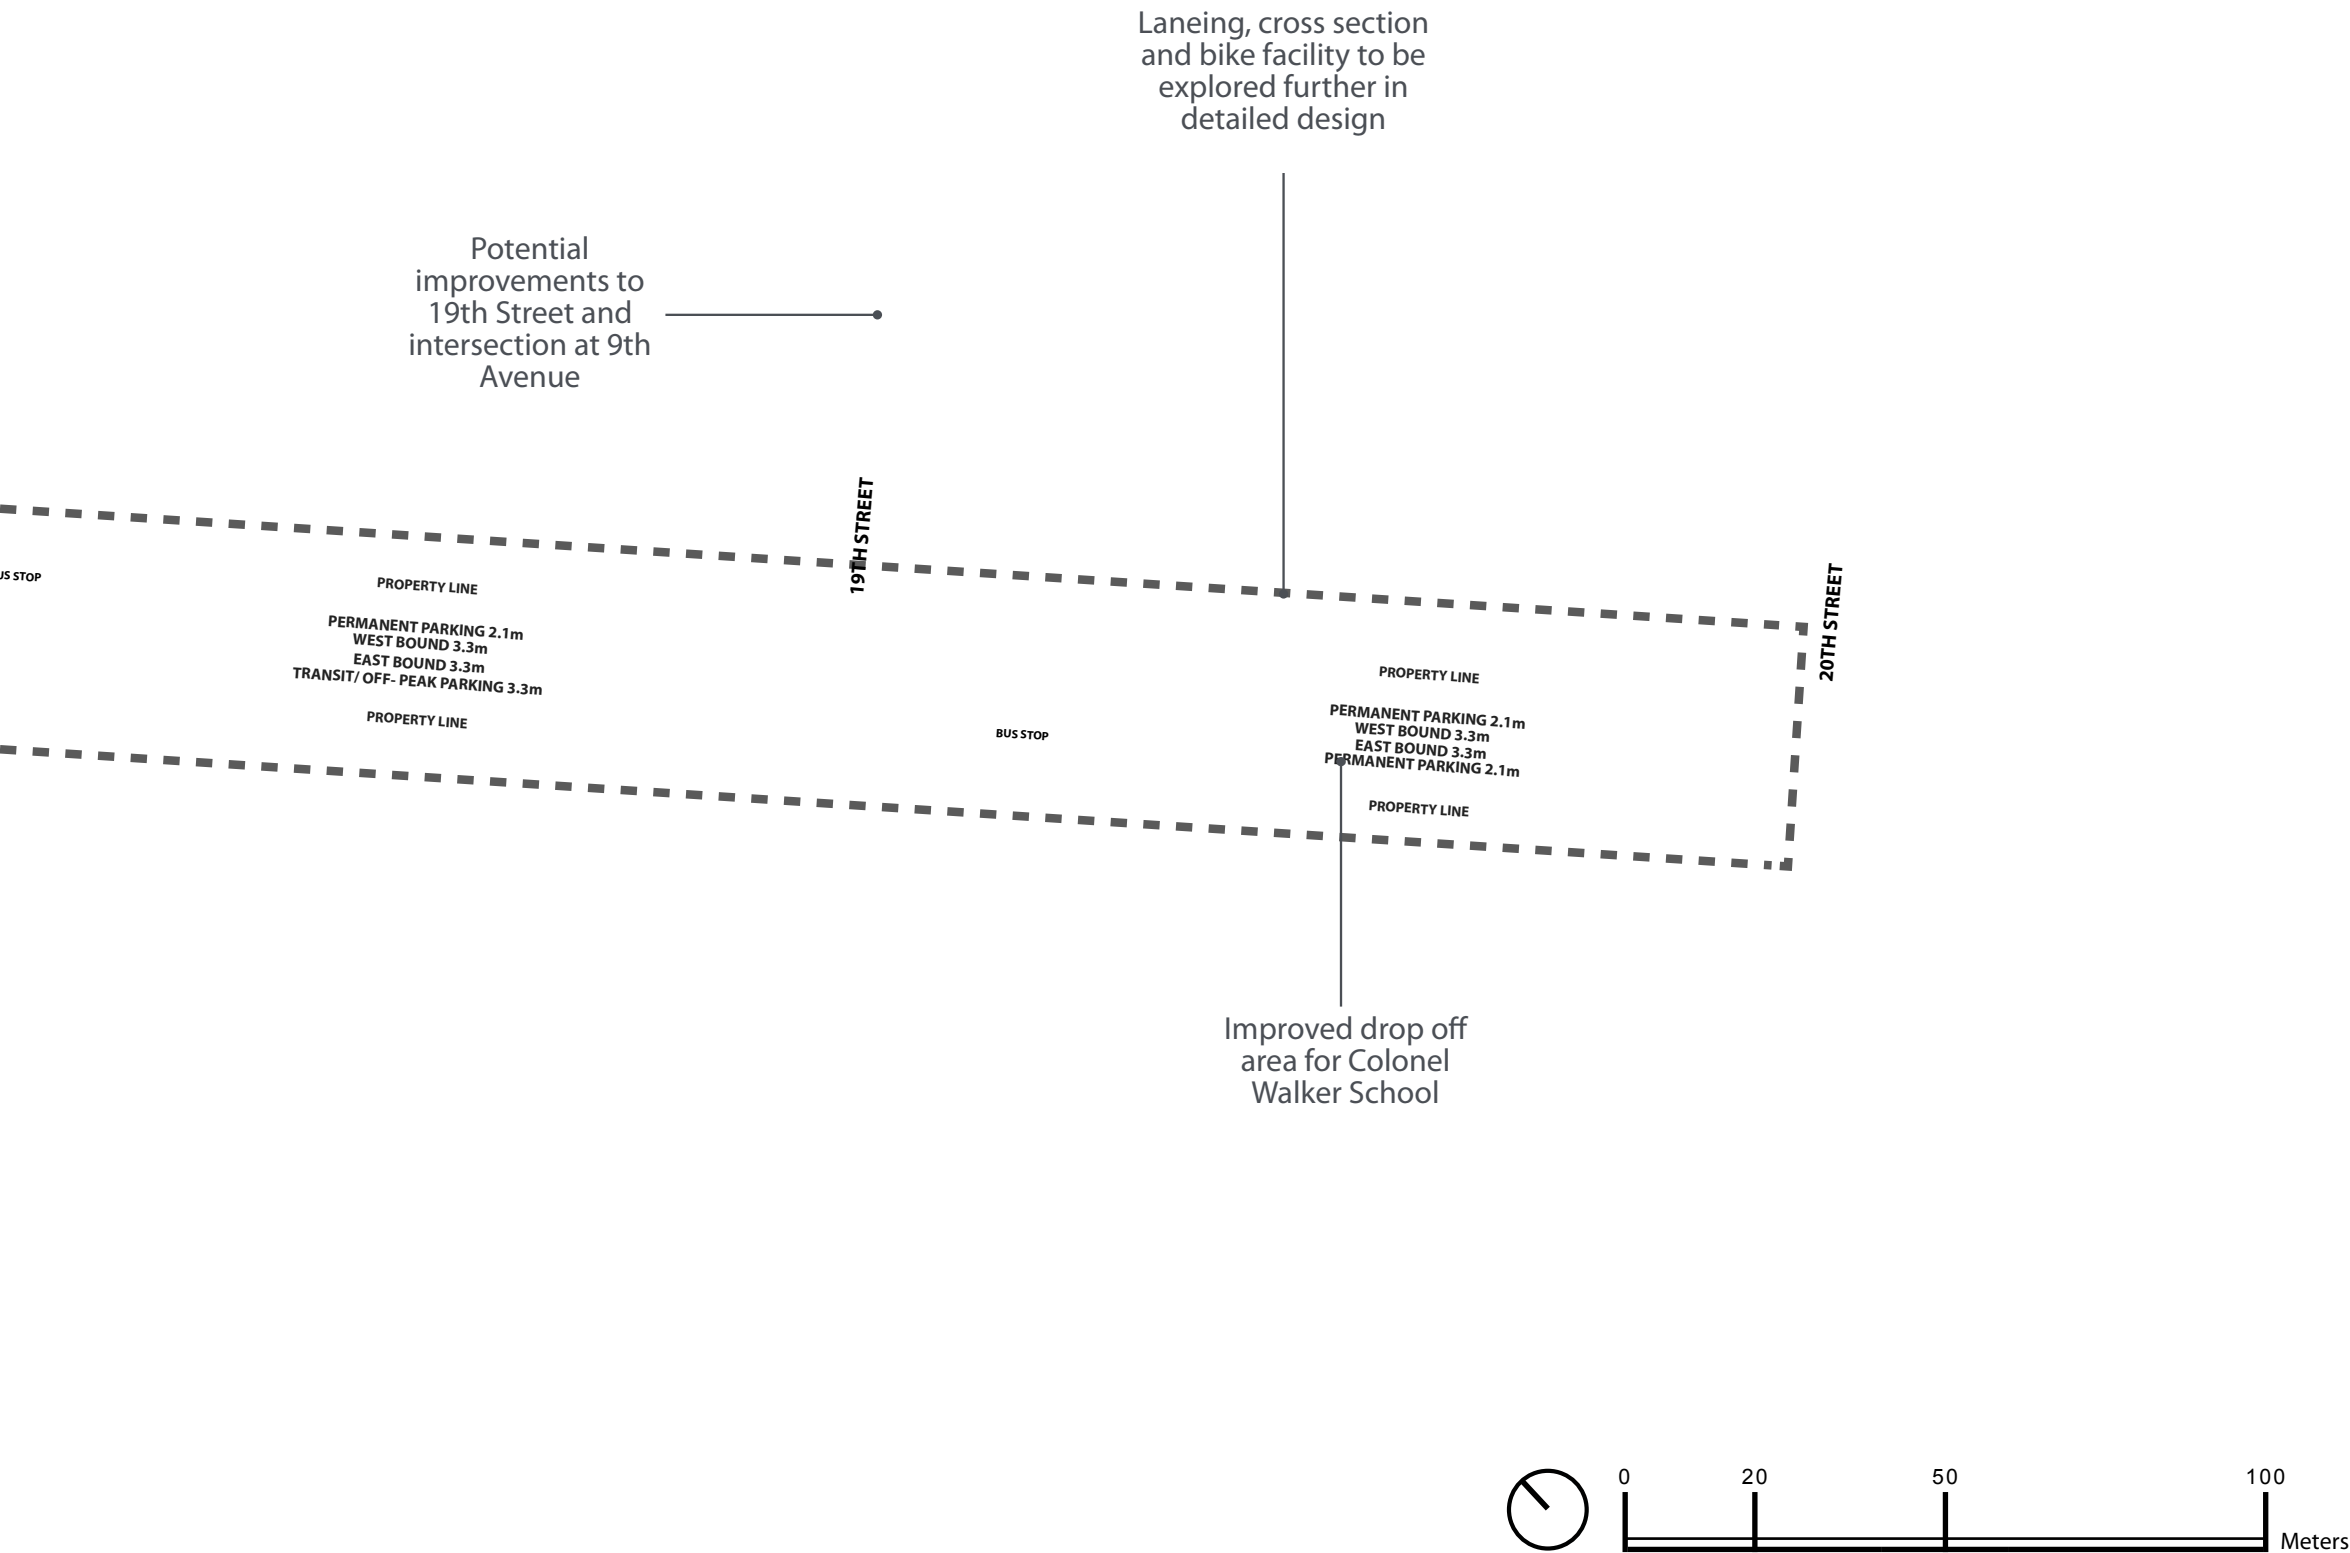 Laneing, cross section
and bike facility to be
explored further in
detailed design
Potential
improvements to
19th Street and
intersection at 9th
Avenue
19TH STREET
20TH STREET
US STOP
PROPERTY LINE
PERMANENT PARKING 2.1m
WEST BOUND 3.3m
EAST BOUND 3.3m
TRANSIT/ OFF- PEAK PARKING 3.3m
PROPERTY LINE
BUS STOP
PROPERTY LINE
PERMANENT PARKING 2.1m
WEST BOUND 3.3m
EAST BOUND 3.3m
PERMANENT PARKING 2.1m
PROPERTY LINE
Improved drop off
area for Colonel
Walker School
0 20 50 100
Meters